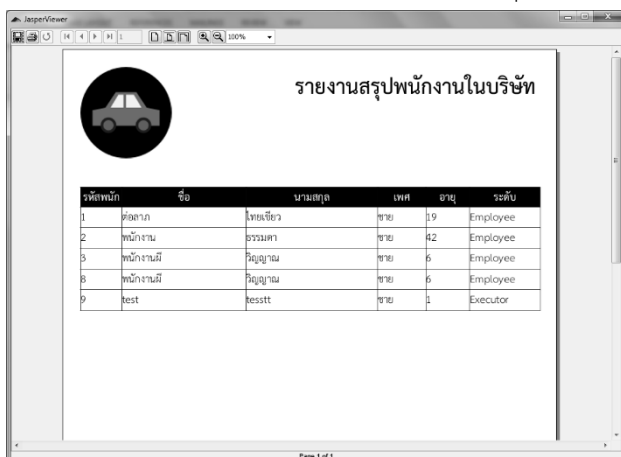 JasperViewer
1 100%
รายงานสรุปพนักงานในบริษัท
รหัสพนัก ชื่อ นามสกุล เพศ อายุ ระดับ
1 ต่อลาภ ไทยเชียว ชาย 19 Employee
2 พนักงาน ธรรมดา ชาย 42 Employee
3 พนักงานผี วิญญาณ ชาย 6 Employee
8 พนักงานผี วิญญาณ ชาย 6 Employee
9 test tesstt ชาย 1 Executor
Page 1 of 1